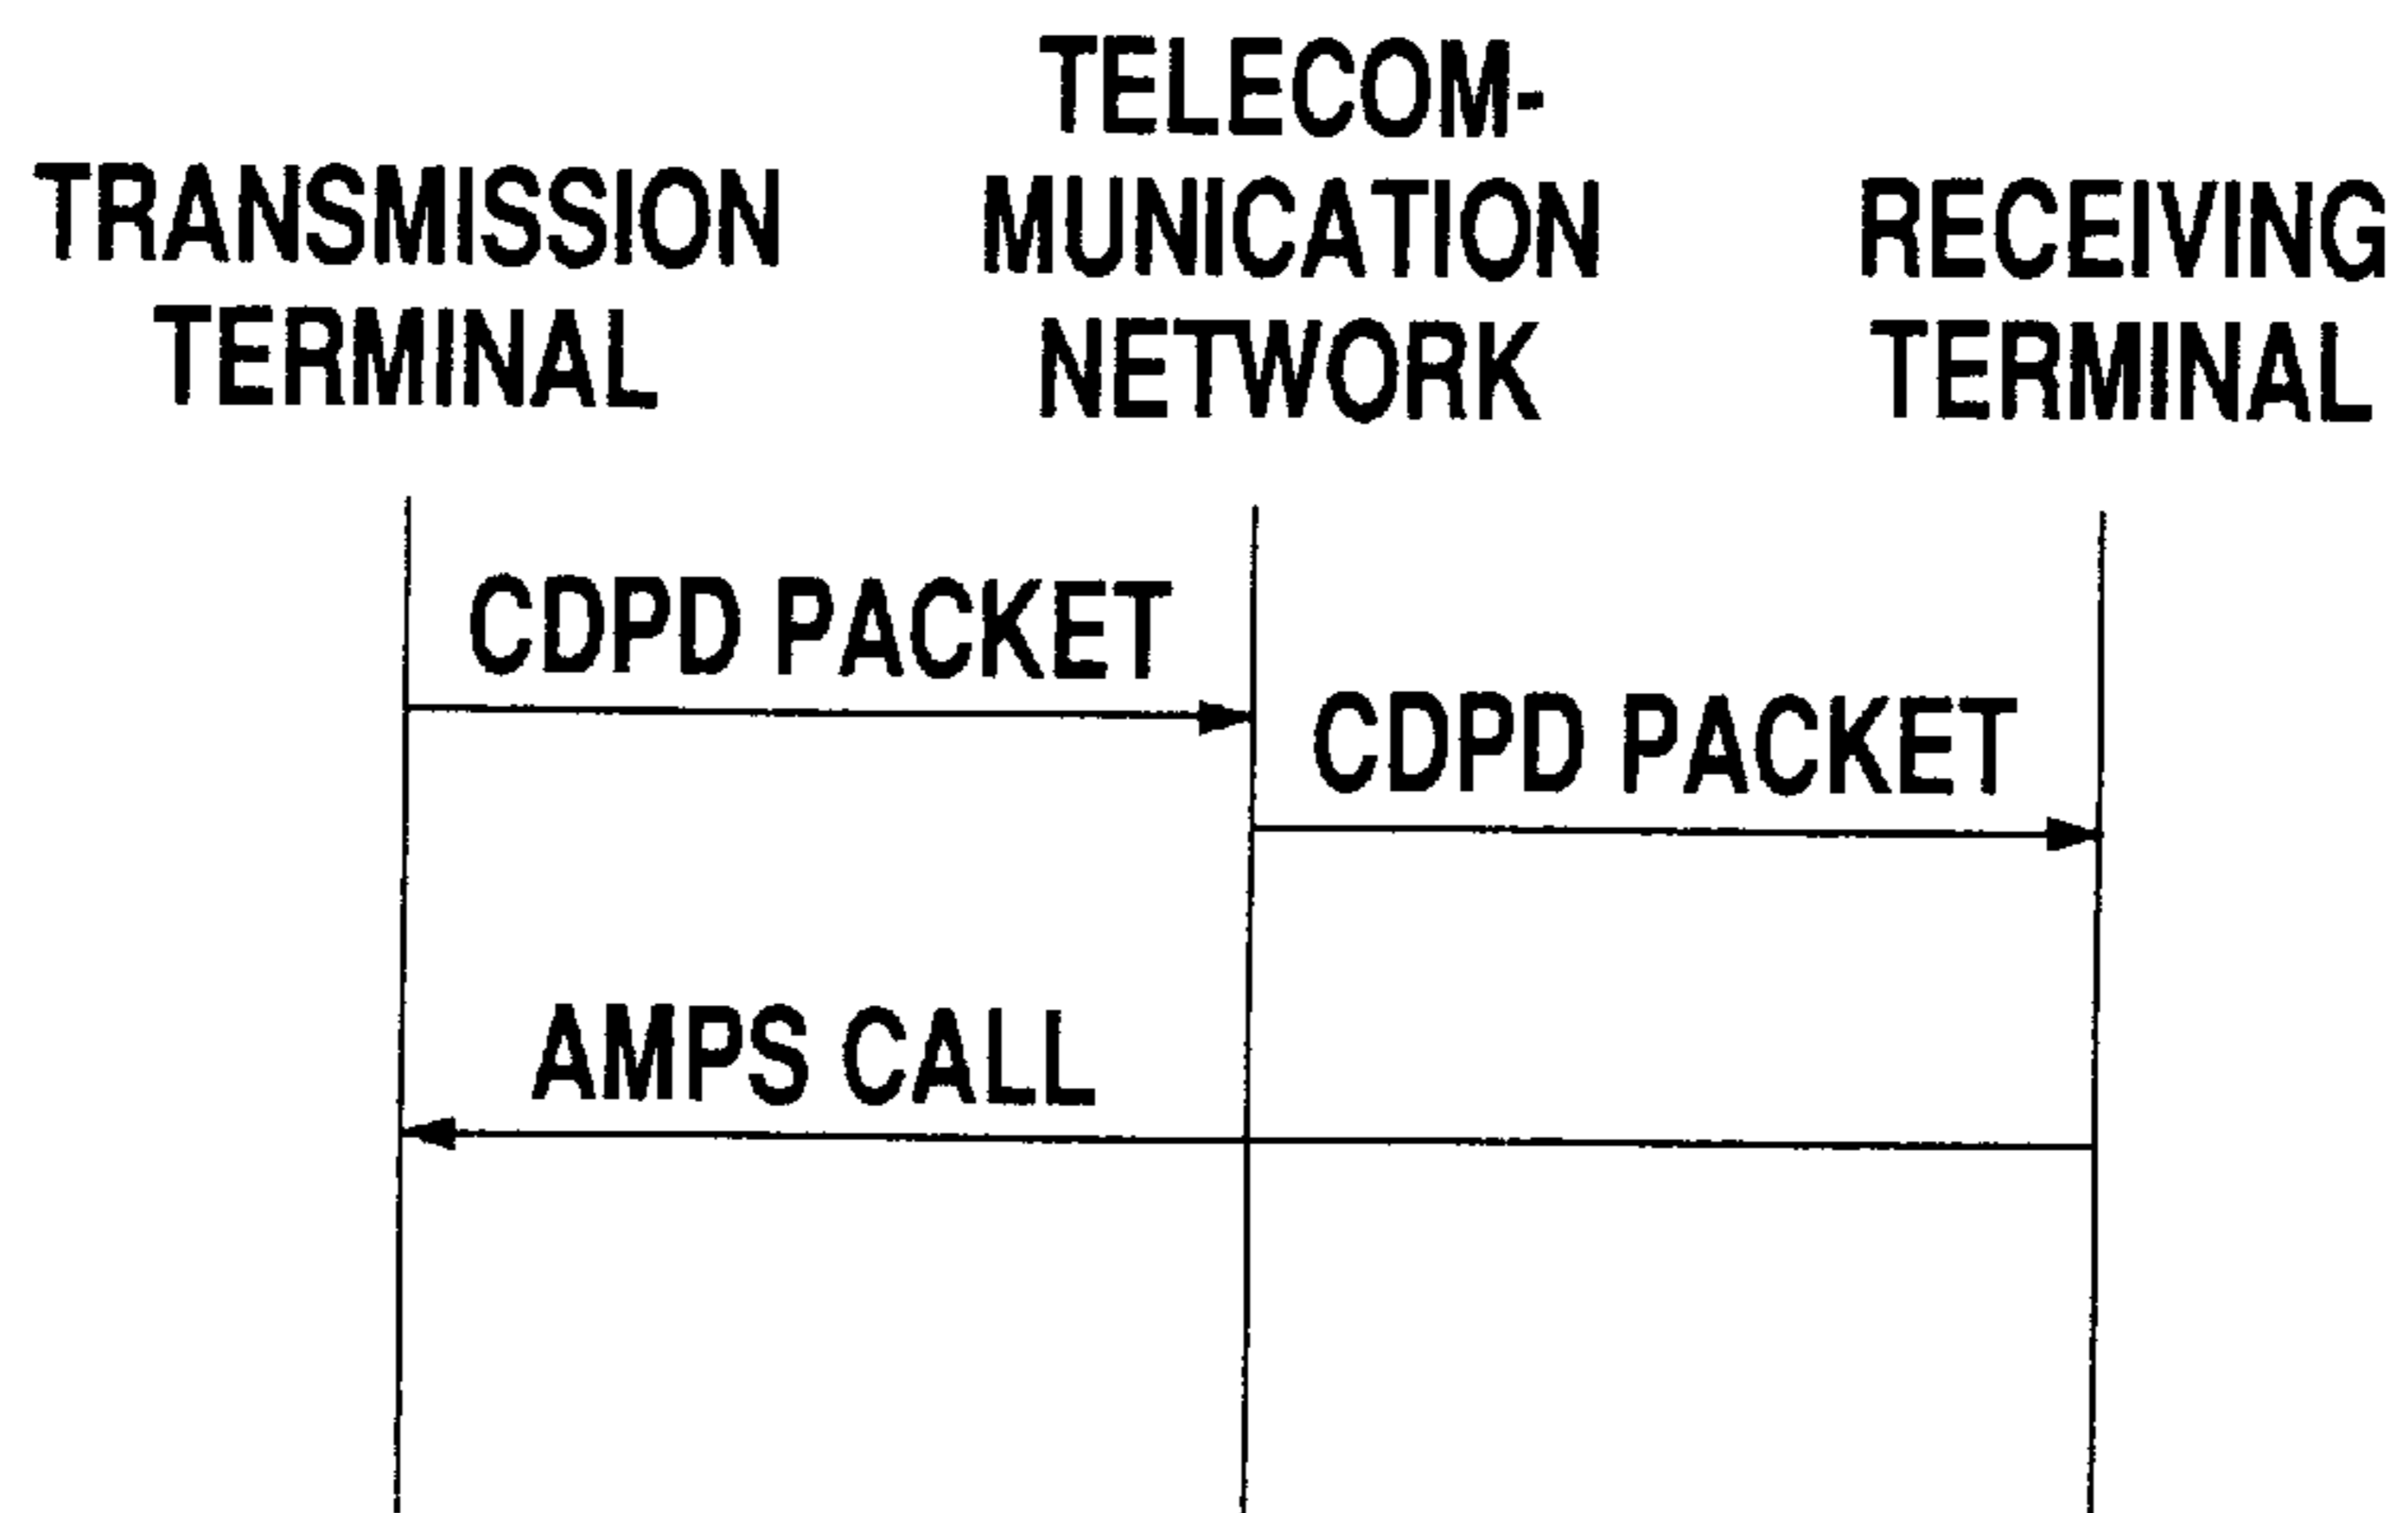 TRANSMISSION
TERMINAL
TELECOM-
MUNICATION
NETWORK
RECEIVING
TERMINAL
CDPD PACKET
CDPD PACKET
AMPS CALL